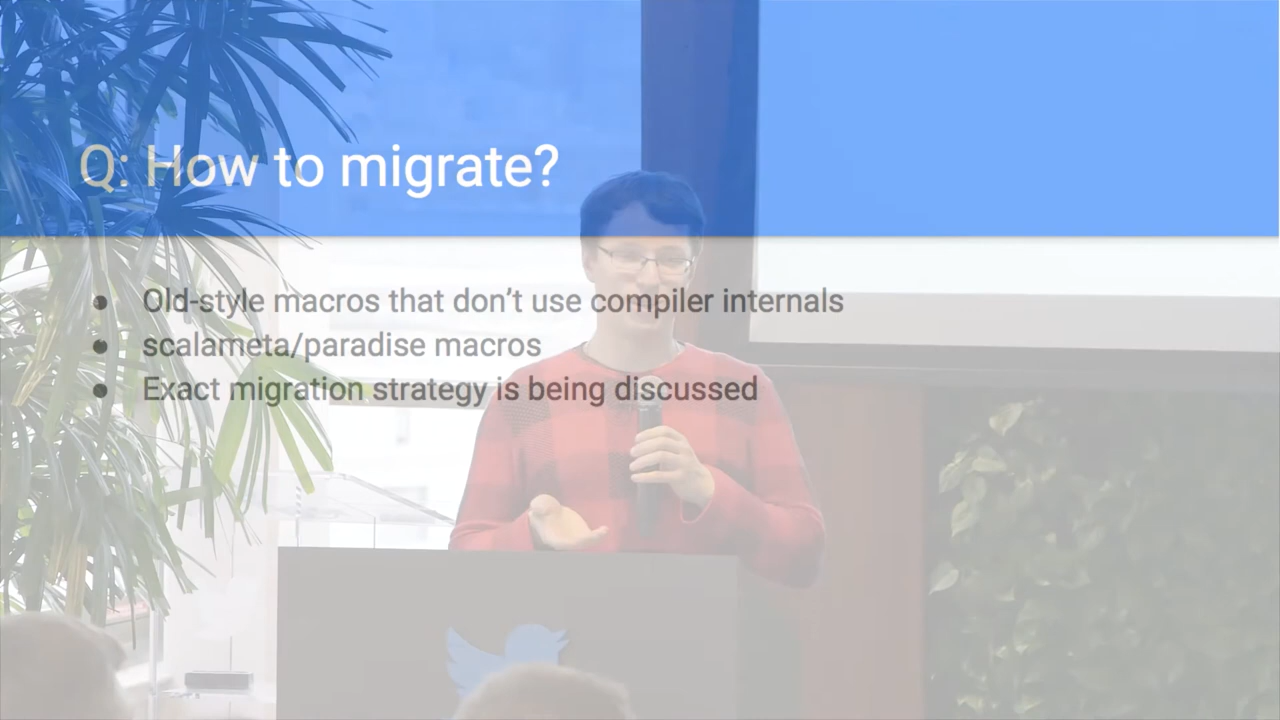 Q: How to migrate?
● Old-style macros that don’t use compiler internals
● scalameta/paradise macros
● Exact migration strategy is being discussed